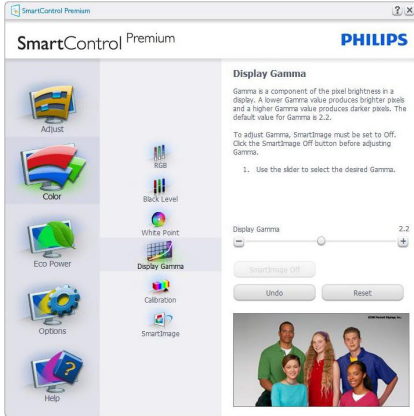 SmartControl Premium
SmartControl Premium
PHILIPS
Adjust
Color
Eco Power
Options
Help
RGB
Black Level
White Point
Display Gamma
Calibration
SmartImage
Display Gamma
Gamma is a component of the pixel brightness in a
display. A lower Gamma value produces brighter pixels
and a higher Gamma value produces darker pixels. The
default value for Gamma is 2.2.
To adjust Gamma, SmartImage must be set to Off.
Click the SmartImage Off button before adjusting
Gamma.
1. Use the slider to select the desired Gamma.
Display Gamma 2.2
SmartImage Off
Undo Reset